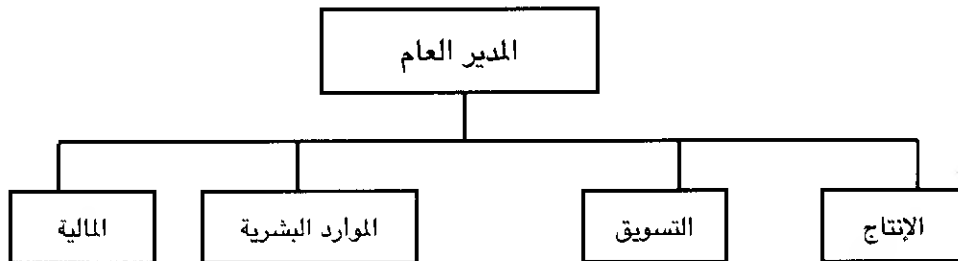 المدير العام
الإنتاج
التسويق
الموارد البشرية
المالية